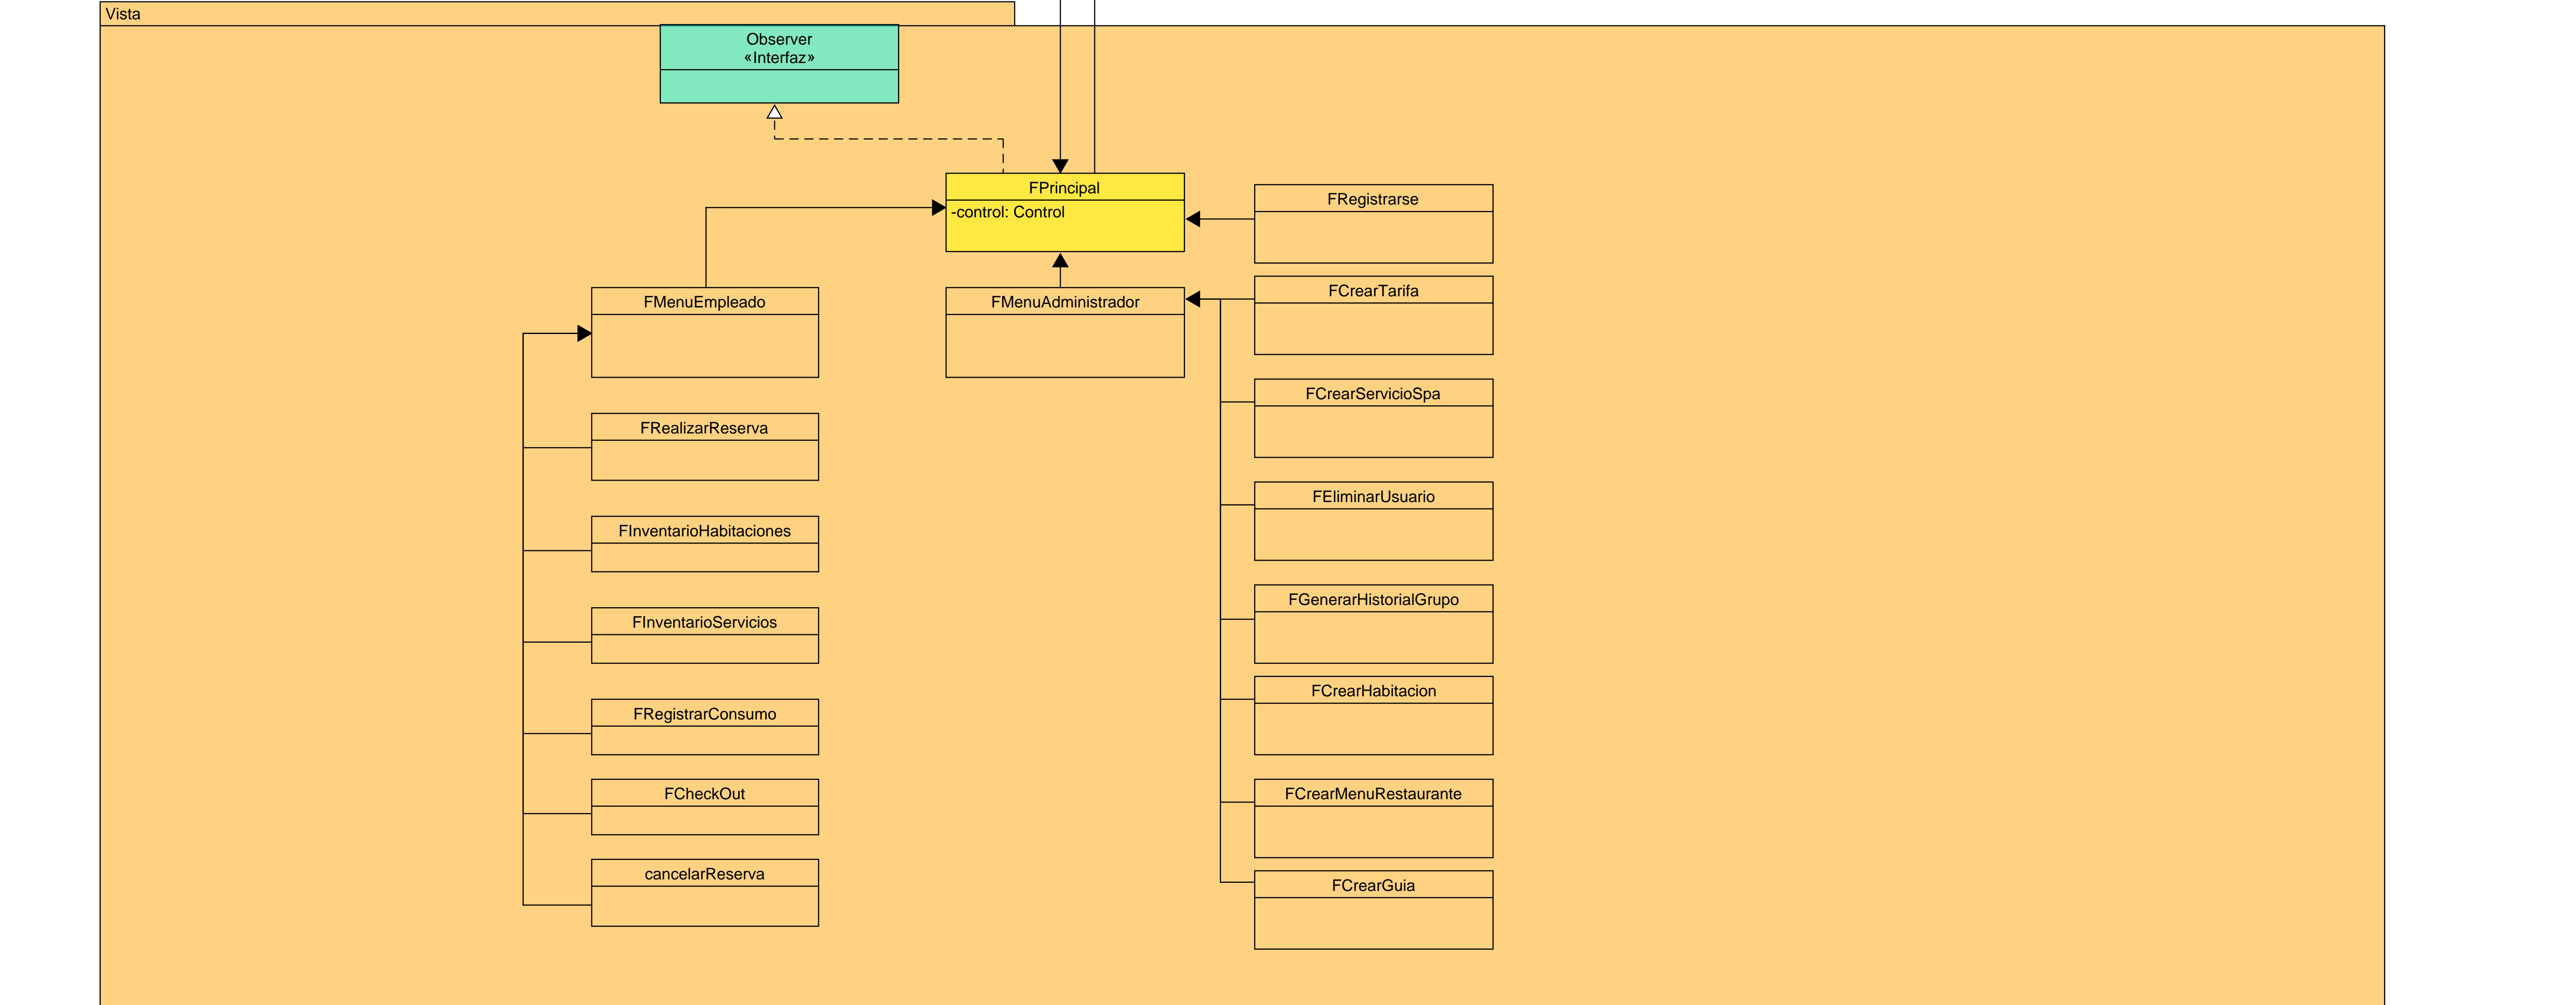 Vista
Observer
«Interfaz»
FPrincipal
-control: Control
FRegistrarse
FMenuEmpleado
FMenuAdministrador
FCrearTarifa
FCrearServicioSpa
FRealizarReserva
FEliminarUsuario
FInventarioHabitaciones
FGenerarHistorialGrupo
FInventarioServicios
FCrearHabitacion
FRegistrarConsumo
FCrearMenuRestaurante
FCheckOut
cancelarReserva
FCrearGuia